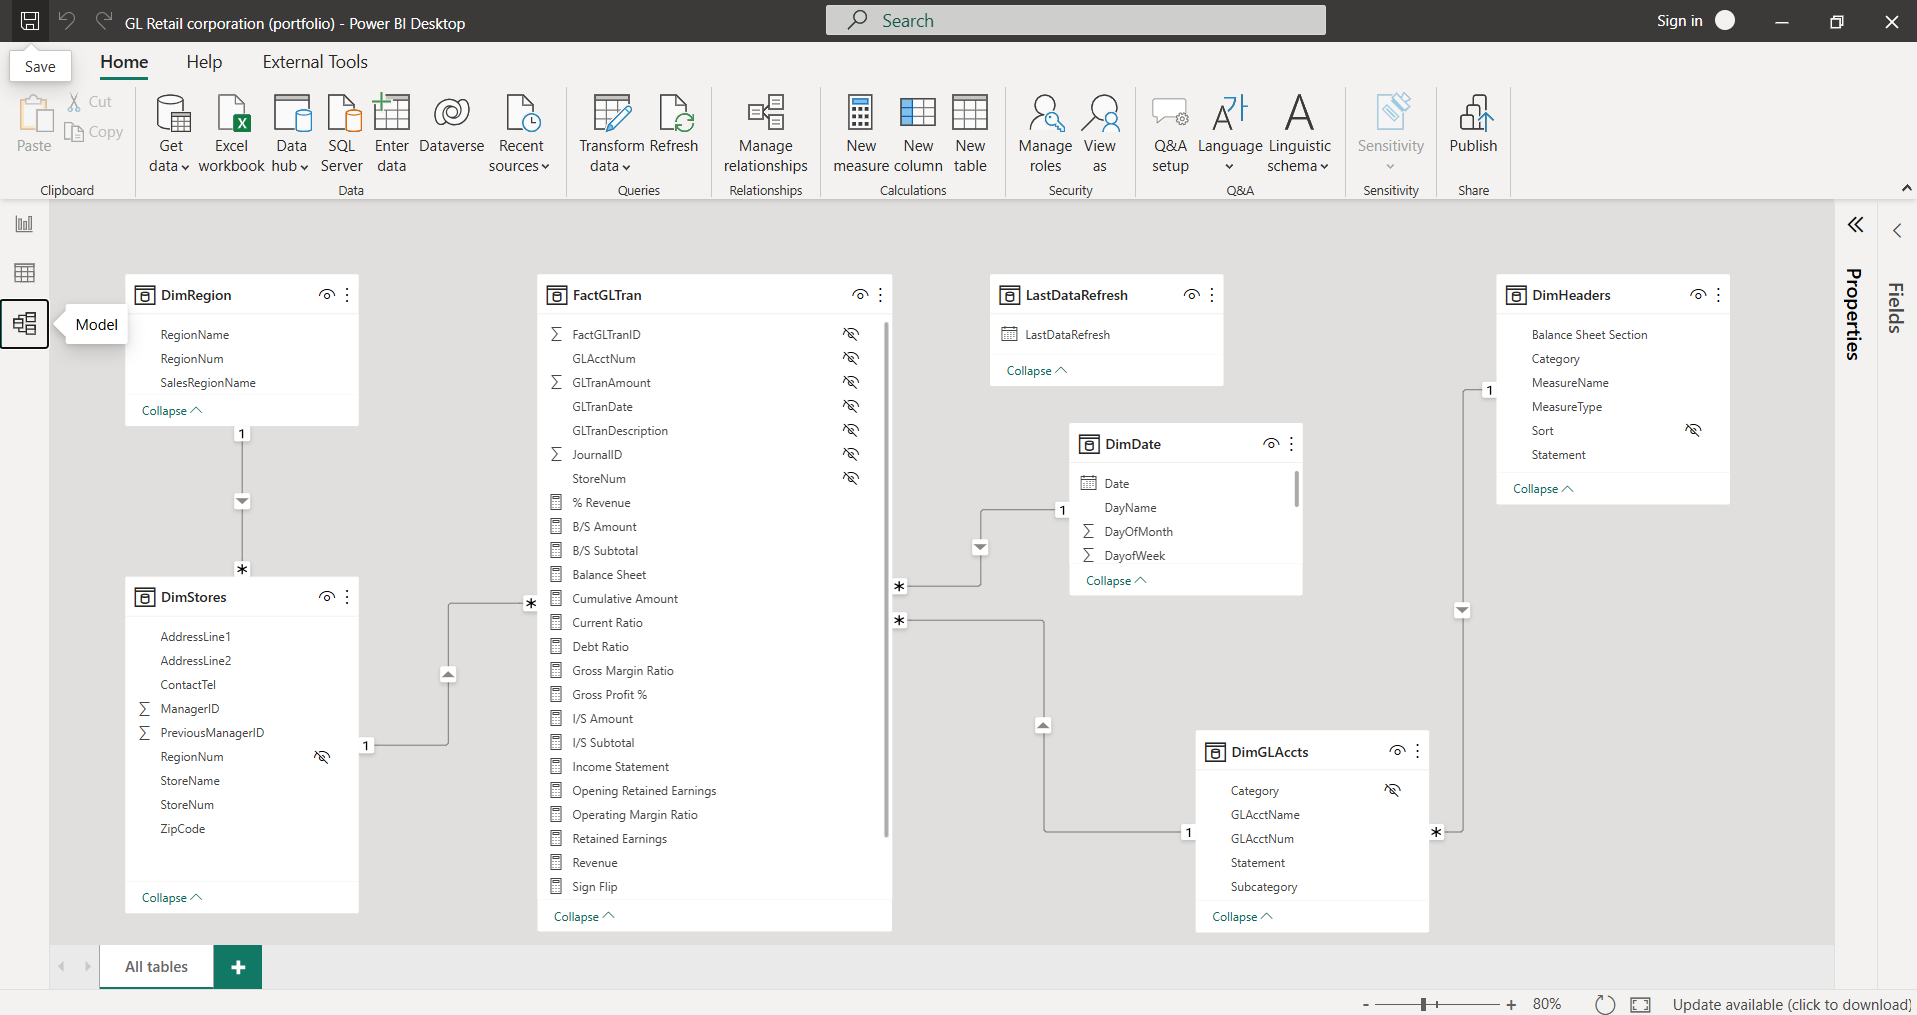 GL Retail corporation (portfolio) - Power BI Desktop
Search
Sign in
Save
Home
Help
External Tools
Paste
Cut
Copy
Clipboard
Get data
Excel workbook
Data hub
SQL Server
Enter data
Dataverse
Recent sources
Data
Transform data
Refresh
Queries
Manage relationships
Relationships
New measure
New column
New table
Calculations
Manage roles
View as
Security
Q&A setup
Language
Linguistic schema
Q&A
Sensitivity
Sensitivity
Publish
Share
Model
DimRegion
RegionName
RegionNum
SalesRegionName
Collapse
1
*
DimStores
AddressLine1
AddressLine2
ContactTel
ManagerID
PreviousManagerID
RegionNum
StoreName
StoreNum
ZipCode
Collapse
1
*
FactGLTran
FactGLTranID
GLAcctNum
GLTranAmount
GLTranDate
GLTranDescription
JournalID
StoreNum
% Revenue
B/S Amount
B/S Subtotal
Balance Sheet
Cumulative Amount
Current Ratio
Debt Ratio
Gross Margin Ratio
Gross Profit %
I/S Amount
I/S Subtotal
Income Statement
Opening Retained Earnings
Operating Margin Ratio
Retained Earnings
Revenue
Sign Flip
Collapse
*
*
LastDataRefresh
LastDataRefresh
Collapse
DimDate
Date
DayName
DayOfMonth
DayofWeek
Collapse
1
DimGLAccts
Category
GLAcctName
GLAcctNum
Statement
Subcategory
Collapse
1
*
DimHeaders
Balance Sheet Section
Category
MeasureName
MeasureType
Sort
Statement
Collapse
1
Properties
Fields
All tables
+
- + 80%
Update available (click to download)